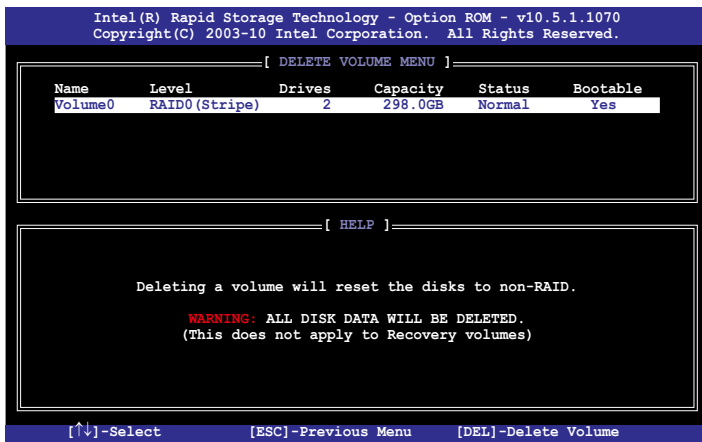 Intel(R) Rapid Storage Technology - Option ROM - v10.5.1.1070
Copyright(C) 2003-10 Intel Corporation. All Rights Reserved.
[ DELETE VOLUME MENU ]
Name Level Drives Capacity Status Bootable
Volume0 RAID0(Stripe) 2 298.0GB Normal Yes
[ HELP ]
Deleting a volume will reset the disks to non-RAID.
WARNING: ALL DISK DATA WILL BE DELETED.
(This does not apply to Recovery volumes)
[↑↓]-Select [ESC]-Previous Menu [DEL]-Delete Volume